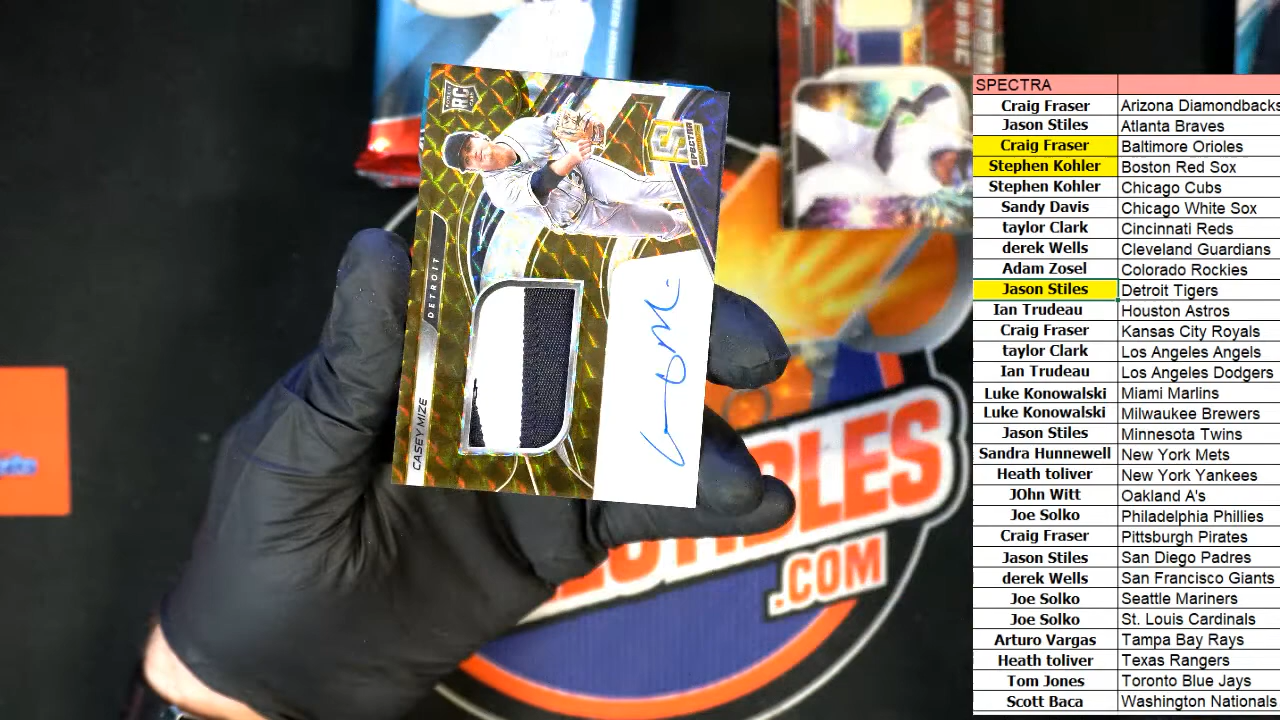 RC
SPECTRA
DETROIT
CASEY MIZE
.COM
SPECTRA
Craig Fraser Arizona Diamondbacks
Jason Stiles Atlanta Braves
Craig Fraser Baltimore Orioles
Stephen Kohler Boston Red Sox
Stephen Kohler Chicago Cubs
Sandy Davis Chicago White Sox
taylor Clark Cincinnati Reds
derek Wells Cleveland Guardians
Adam Zosel Colorado Rockies
Jason Stiles Detroit Tigers
Ian Trudeau Houston Astros
Craig Fraser Kansas City Royals
taylor Clark Los Angeles Angels
Ian Trudeau Los Angeles Dodgers
Luke Konowalski Miami Marlins
Luke Konowalski Milwaukee Brewers
Jason Stiles Minnesota Twins
Sandra Hunnewell New York Mets
Heath toliver New York Yankees
JOhn Witt Oakland A's
Joe Solko Philadelphia Phillies
Craig Fraser Pittsburgh Pirates
Jason Stiles San Diego Padres
derek Wells San Francisco Giants
Joe Solko Seattle Mariners
Joe Solko St. Louis Cardinals
Arturo Vargas Tampa Bay Rays
Heath toliver Texas Rangers
Tom Jones Toronto Blue Jays
Scott Baca Washington Nationals